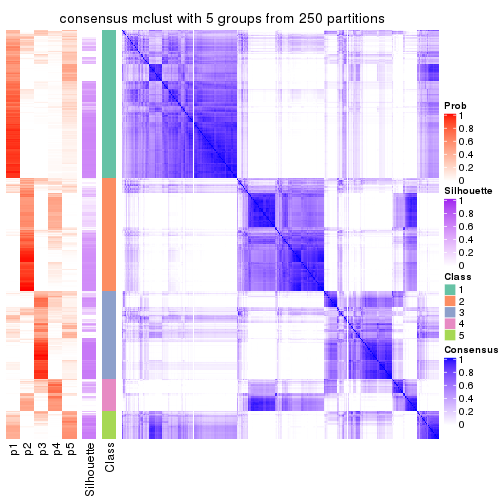 consensus mclust with 5 groups from 250 partitions
Prob
1
0.8
0.6
0.4
0.2
0
Silhouette
1
0.8
0.6
0.4
0.2
0
Class
1
2
3
4
5
Consensus
1
0.8
0.6
0.4
0.2
0
p1
p2
p3
p4
p5
Silhouette
Class